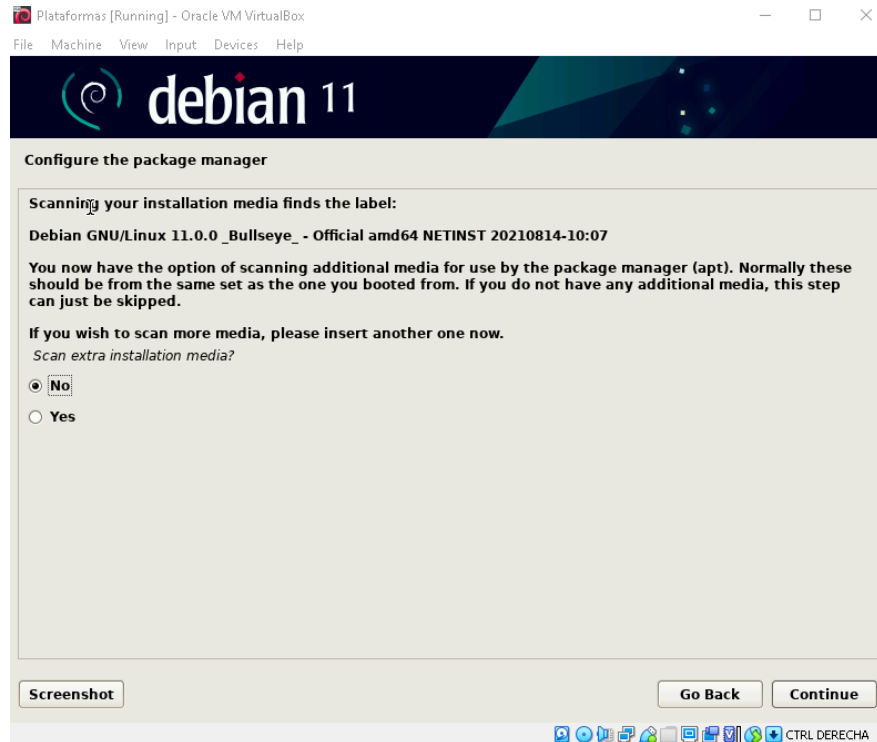 Plataformas [Running] - Oracle VM VirtualBox
File Machine View Input Devices Help
debian 11
Configure the package manager
Scanning your installation media finds the label:
Debian GNU/Linux 11.0.0 _Bullseye_ - Official amd64 NETINST 20210814-10:07
You now have the option of scanning additional media for use by the package manager (apt). Normally these
should be from the same set as the one you booted from. If you do not have any additional media, this step
can just be skipped.
If you wish to scan more media, please insert another one now.
Scan extra installation media?
No
Yes
Screenshot
Go Back
Continue
CTRL DERECHA